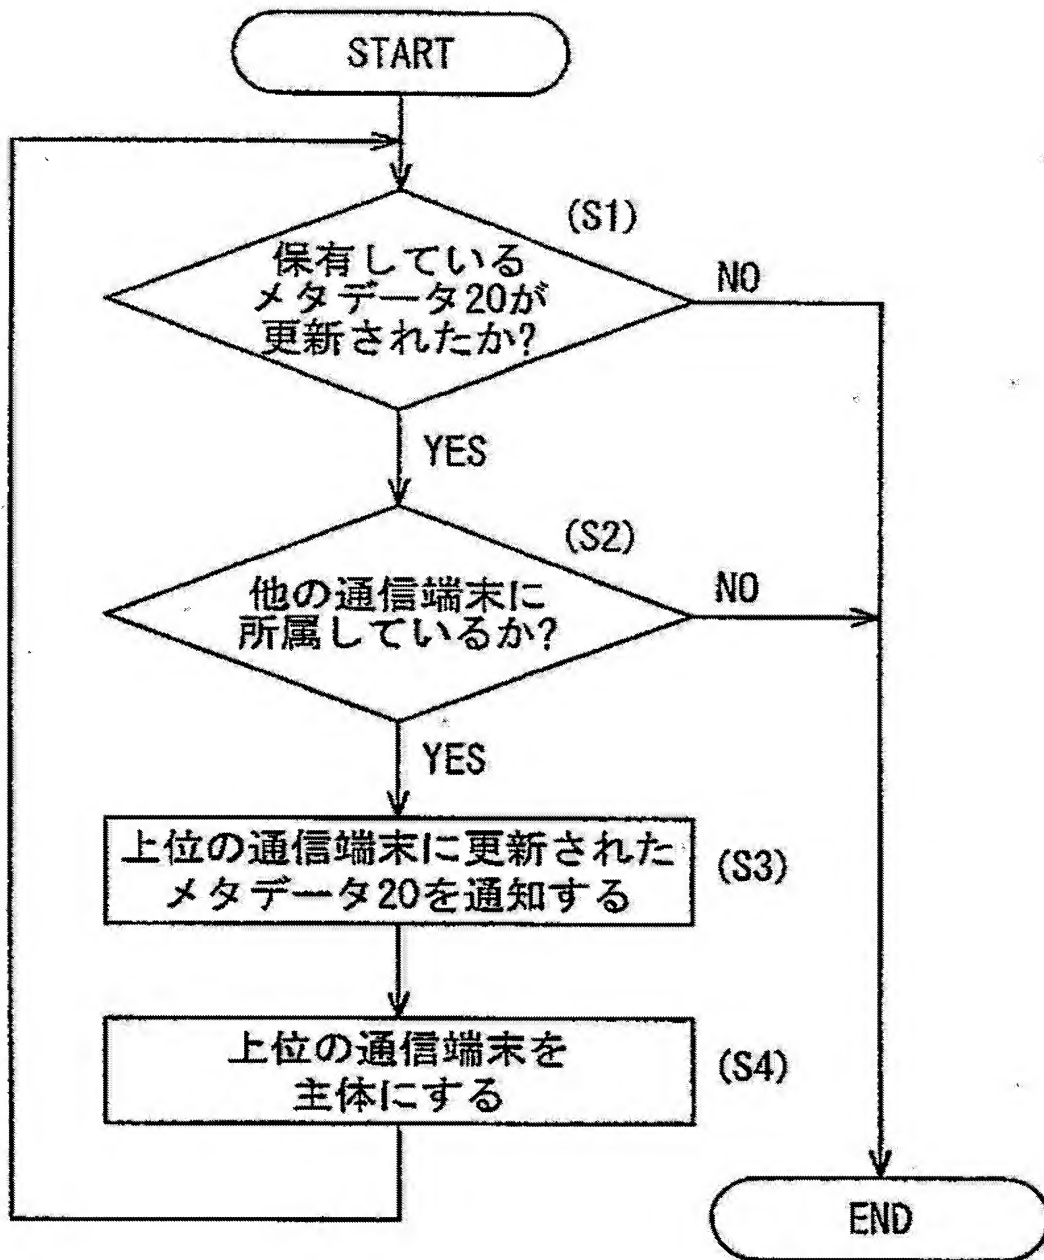 START
(S1)
保有している
メタデータ20が
更新されたか?
NO
YES
(S2)
他の通信端末に
所属しているか?
NO
YES
上位の通信端末に更新された
メタデータ20を通知する
(S3)
上位の通信端末を
主体にする
(S4)
END